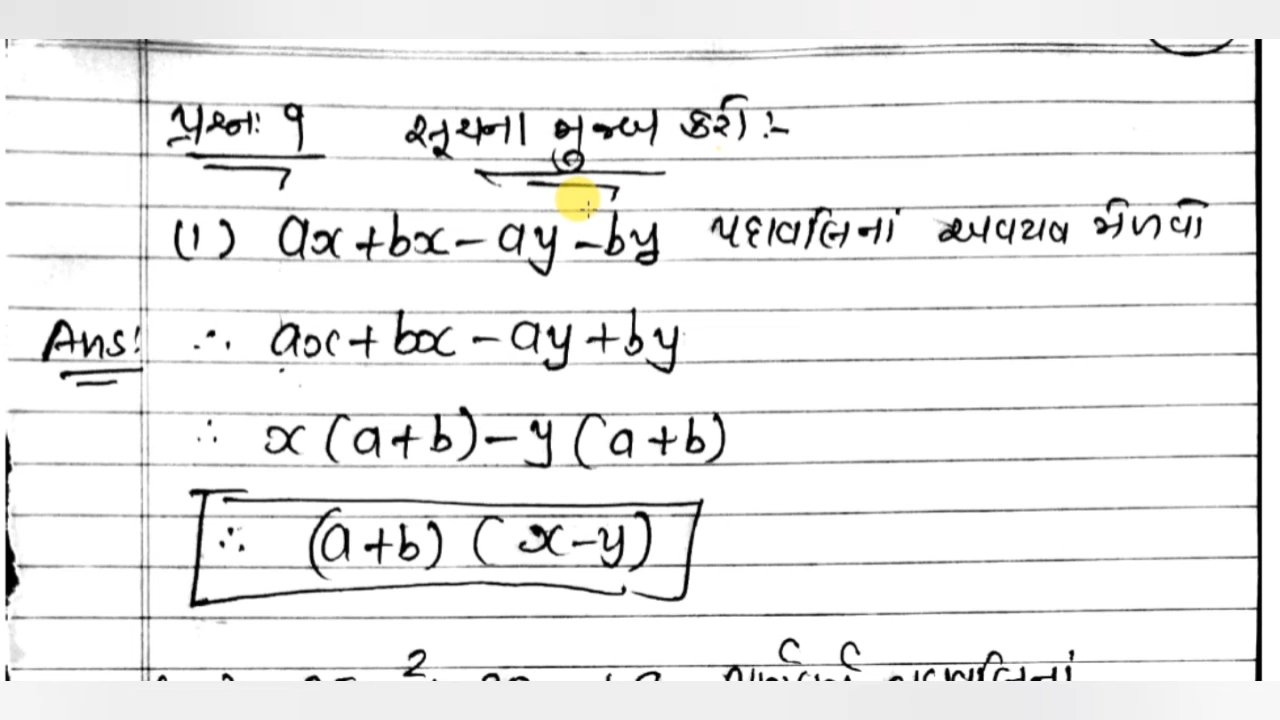 પ્રશ્નઃ ૧ સૂચના મુજબ કરો :-
(1) ax + bx - ay - by પદાવલિનાં અવયવ મેળવો
Ans: ∴ ax + bx - ay + by
∴ x (a + b) - y (a + b)
∴ (a + b) (x - y)